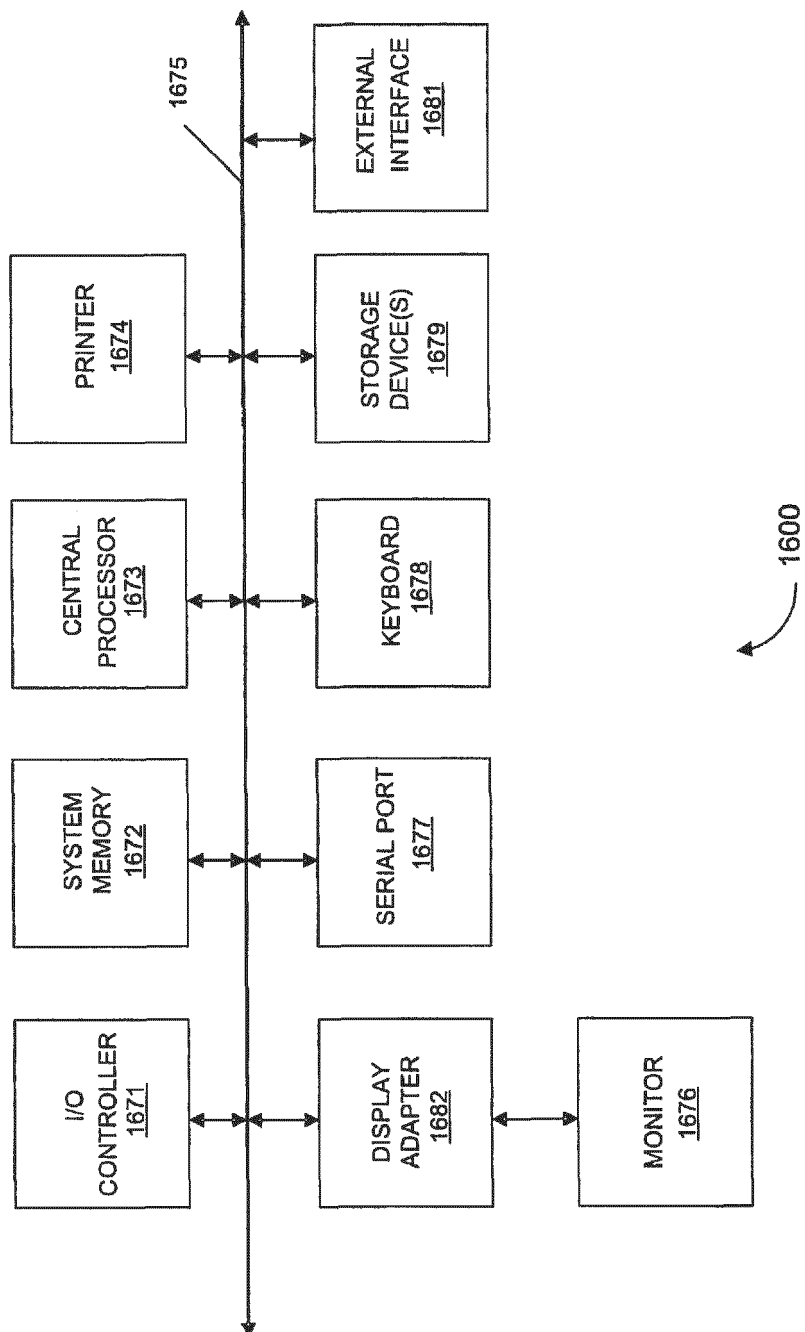 I/O
CONTROLLER
1671
SYSTEM
MEMORY
1672
CENTRAL
PROCESSOR
1673
PRINTER
1674
1675
DISPLAY
ADAPTER
1682
SERIAL PORT
1677
KEYBOARD
1678
STORAGE
DEVICE(S)
1679
EXTERNAL
INTERFACE
1681
MONITOR
1676
1600